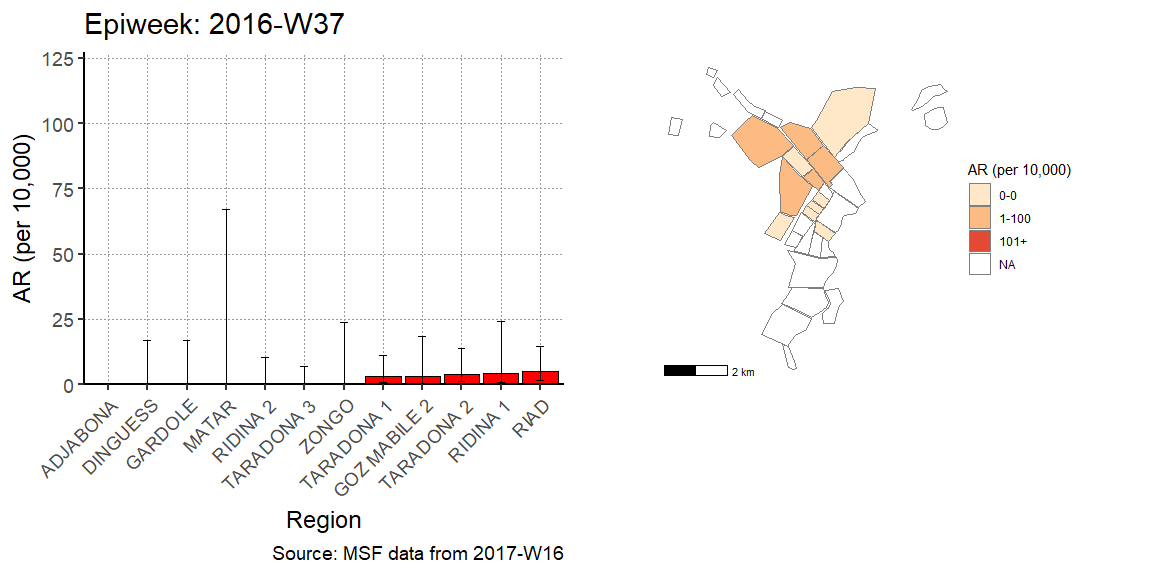 Epiweek: 2016-W37
AR (per 10,000)
125
100
75
50
25
0
ADJABONA
DINGUESS
GARDOLE
MATAR
RIDINA 2
TARADONA 3
ZONGO
TARADONA 1
GOZ MABILE 2
TARADONA 2
RIDINA 1
RIAD
Region
Source: MSF data from 2017-W16
AR (per 10,000)
0-0
1-100
101+
NA
2 km